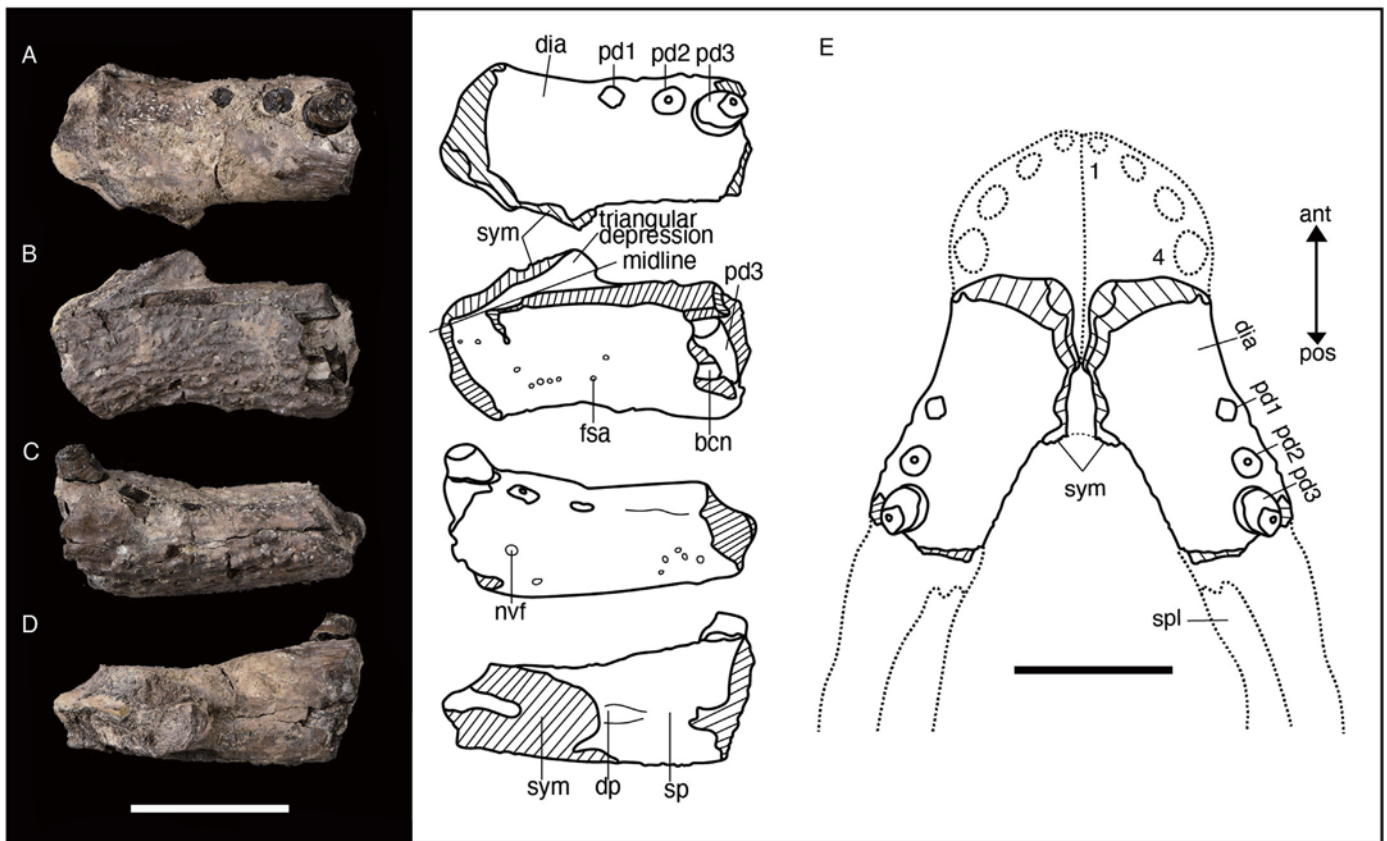 A
dia
pd1
pd2
pd3
sym
B
triangular
depression
midline
pd3
fsa
bcn
C
nvf
D
sym
dp
sp
E
1
4
ant
pos
dia
pd1
pd2
pd3
sym
spl